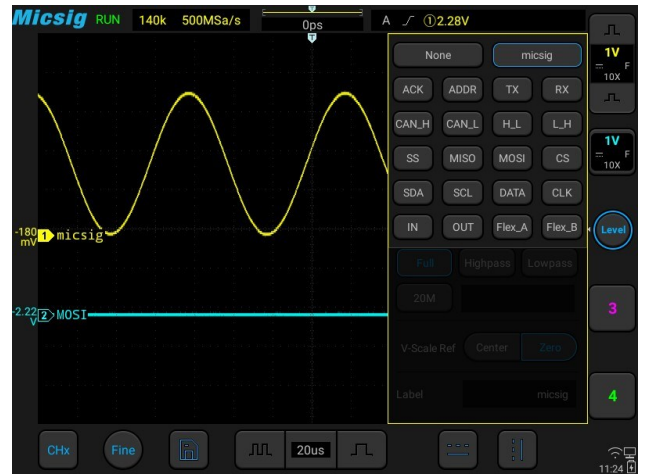 Micsig RUN 140k 500MSa/s 0ps A ①2.28V
T
T
None micsig
ACK ADDR TX RX
CAN_H CAN_L H_L L_H
SS MISO MOSI CS
SDA SCL DATA CLK
IN OUT Flex_A Flex_B
Full Highpass Lowpass
20M
V-Scale Ref Center Zero
Label micsig
1V
F
10X
1V
F
10X
Level
3
4
-180
mV
1 micsig
-2.22
V
2 MOSI
CHx Fine 20us
11:24